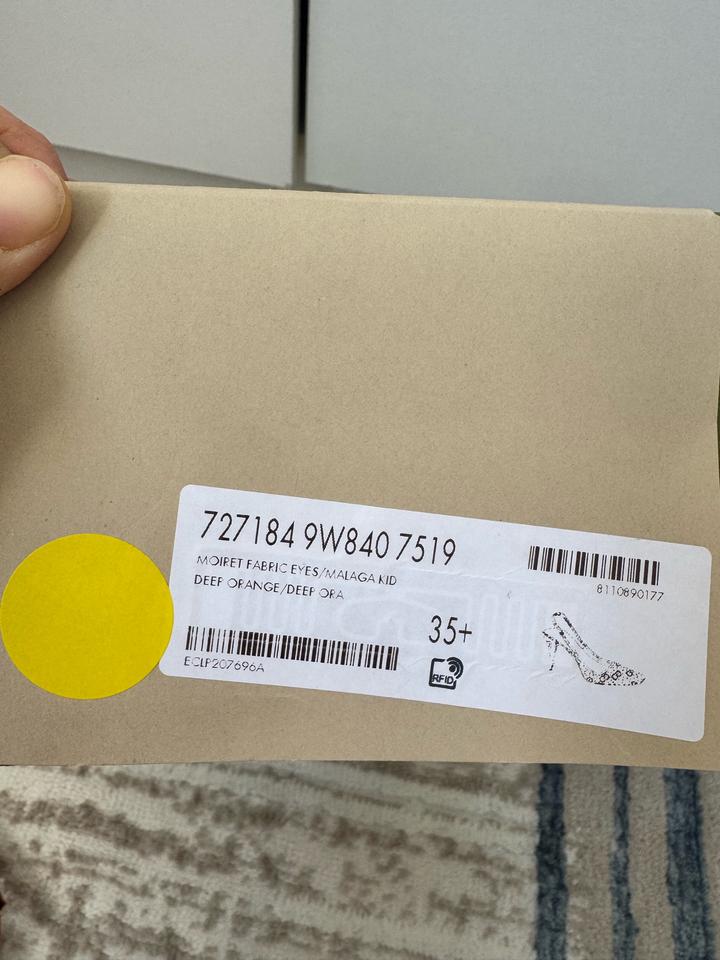 727184 9W840 7519
MOIRET FABRIC EYES/MALAGA KID
DEEP ORANGE/DEEP ORA
8110890177
35+
RFID
ECLP207696A